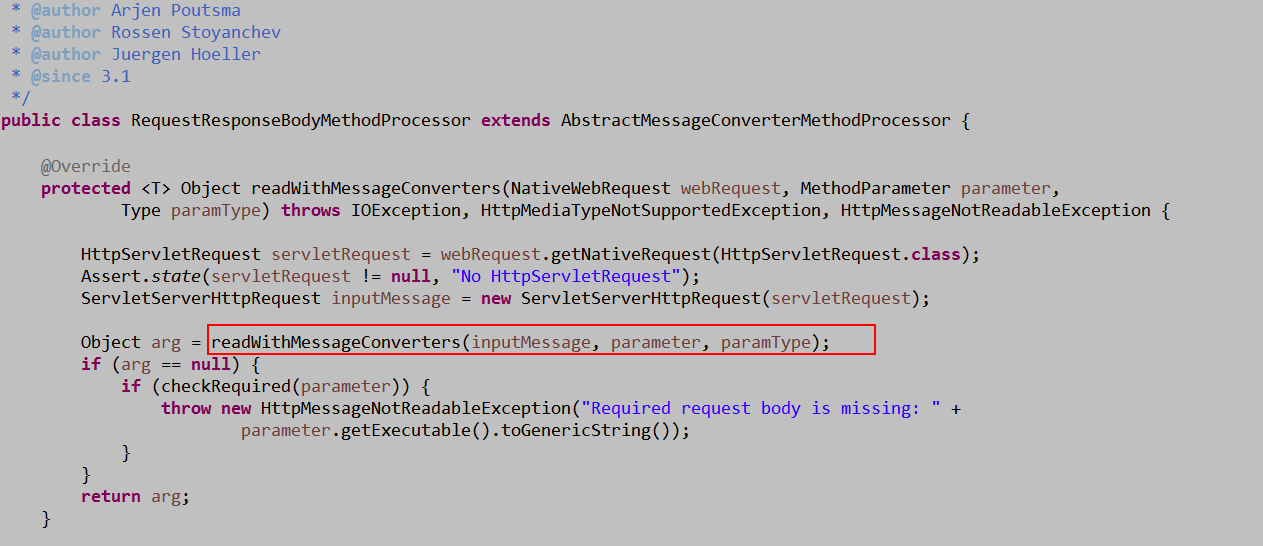 * @author Arjen Poutsma
* @author Rossen Stoyanchev
* @author Juergen Hoeller
* @since 3.1
*/
public class RequestResponseBodyMethodProcessor extends AbstractMessageConverterMethodProcessor {
@Override
protected <T> Object readWithMessageConverters(NativeWebRequest webRequest, MethodParameter parameter,
Type paramType) throws IOException, HttpMediaTypeNotSupportedException, HttpMessageNotReadableException {
HttpServletRequest servletRequest = webRequest.getNativeRequest(HttpServletRequest.class);
Assert.state(servletRequest != null, "No HttpServletRequest");
ServletServerHttpRequest inputMessage = new ServletServerHttpRequest(servletRequest);
Object arg = readWithMessageConverters(inputMessage, parameter, paramType);
if (arg == null) {
if (checkRequired(parameter)) {
throw new HttpMessageNotReadableException("Required request body is missing: " +
parameter.getExecutable().toGenericString());
}
}
return arg;
}